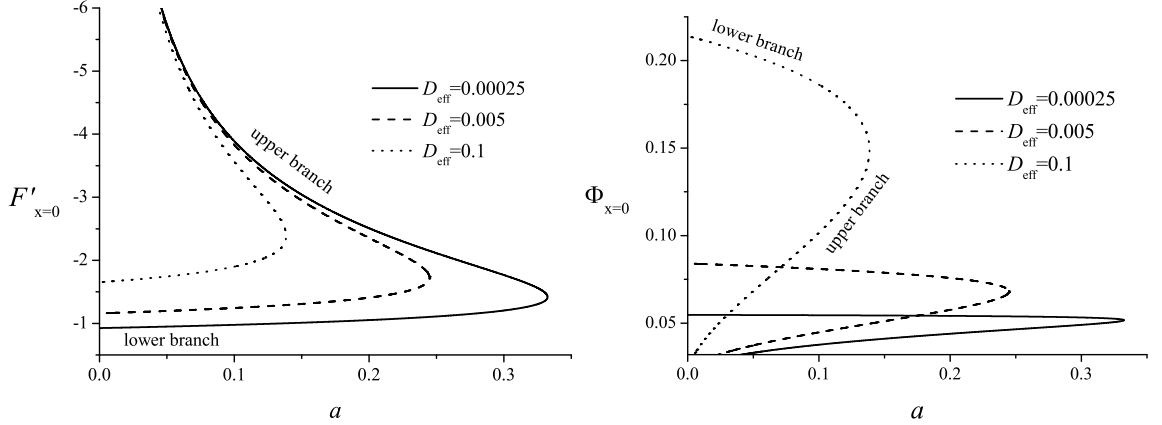 -6
-5
-4
-3
-2
-1
F′x=0
upper branch
lower branch
Deff=0.00025
Deff=0.005
Deff=0.1
0.0 0.1 0.2 0.3
a
0.20
0.15
0.10
0.05
Φx=0
lower branch
upper branch
Deff=0.00025
Deff=0.005
Deff=0.1
0.0 0.1 0.2 0.3
a